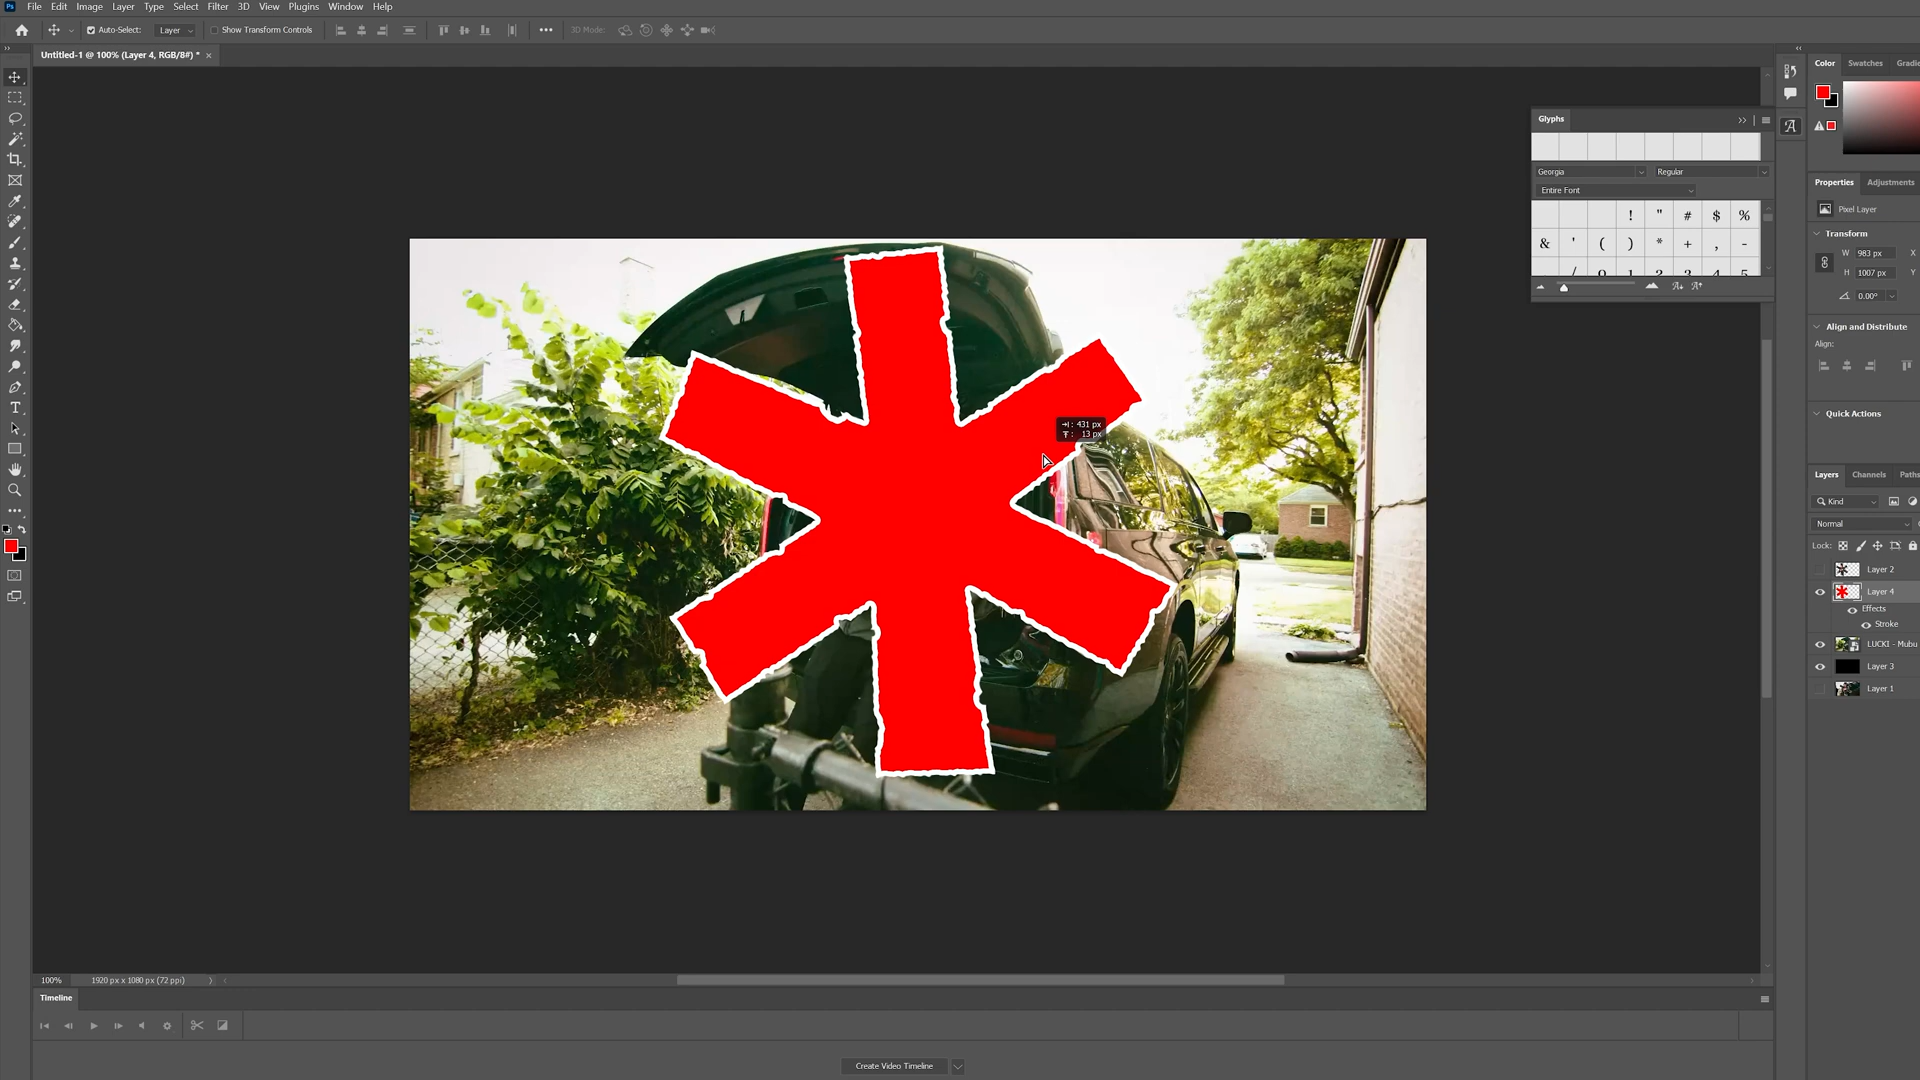 Ps File Edit Image Layer Type Select Filter 3D View Plugins Window Help
Auto-Select: Layer Show Transform Controls 3D Mode:
Untitled-1 @ 100% (Layer 4, RGB/8#) * ×
Color Swatches Gradie
Glyphs
Georgia Regular
Entire Font
! " # $ %
& ' ( ) * + , -
. / 0 1 2 3 4 5
Properties Adjustments
Pixel Layer
Transform
W 983 px X
H 1007 px Y
0.00°
Align and Distribute
Align:
Quick Actions
431 px
13 px
Layers Channels Paths
Kind
Normal
Lock:
Layer 2
Layer 4
Effects
Stroke
LUCKI - Mubu
Layer 3
Layer 1
100% 1920 px x 1080 px (72 ppi)
Timeline
Create Video Timeline